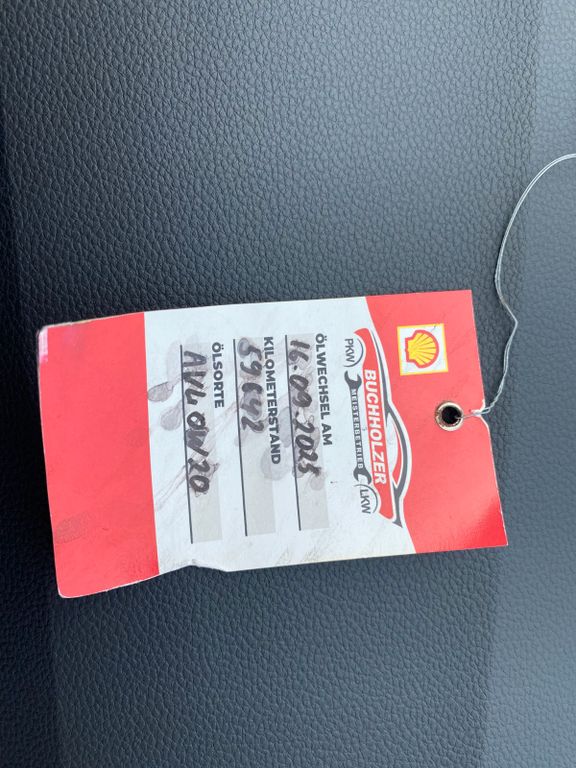 BUCHHOLZER
PKW MEISTERBETRIEB LKW
ÖLWECHSEL AM
16.09.2025
KILOMETERSTAND
59642
ÖLSORTE
AVL 0W20